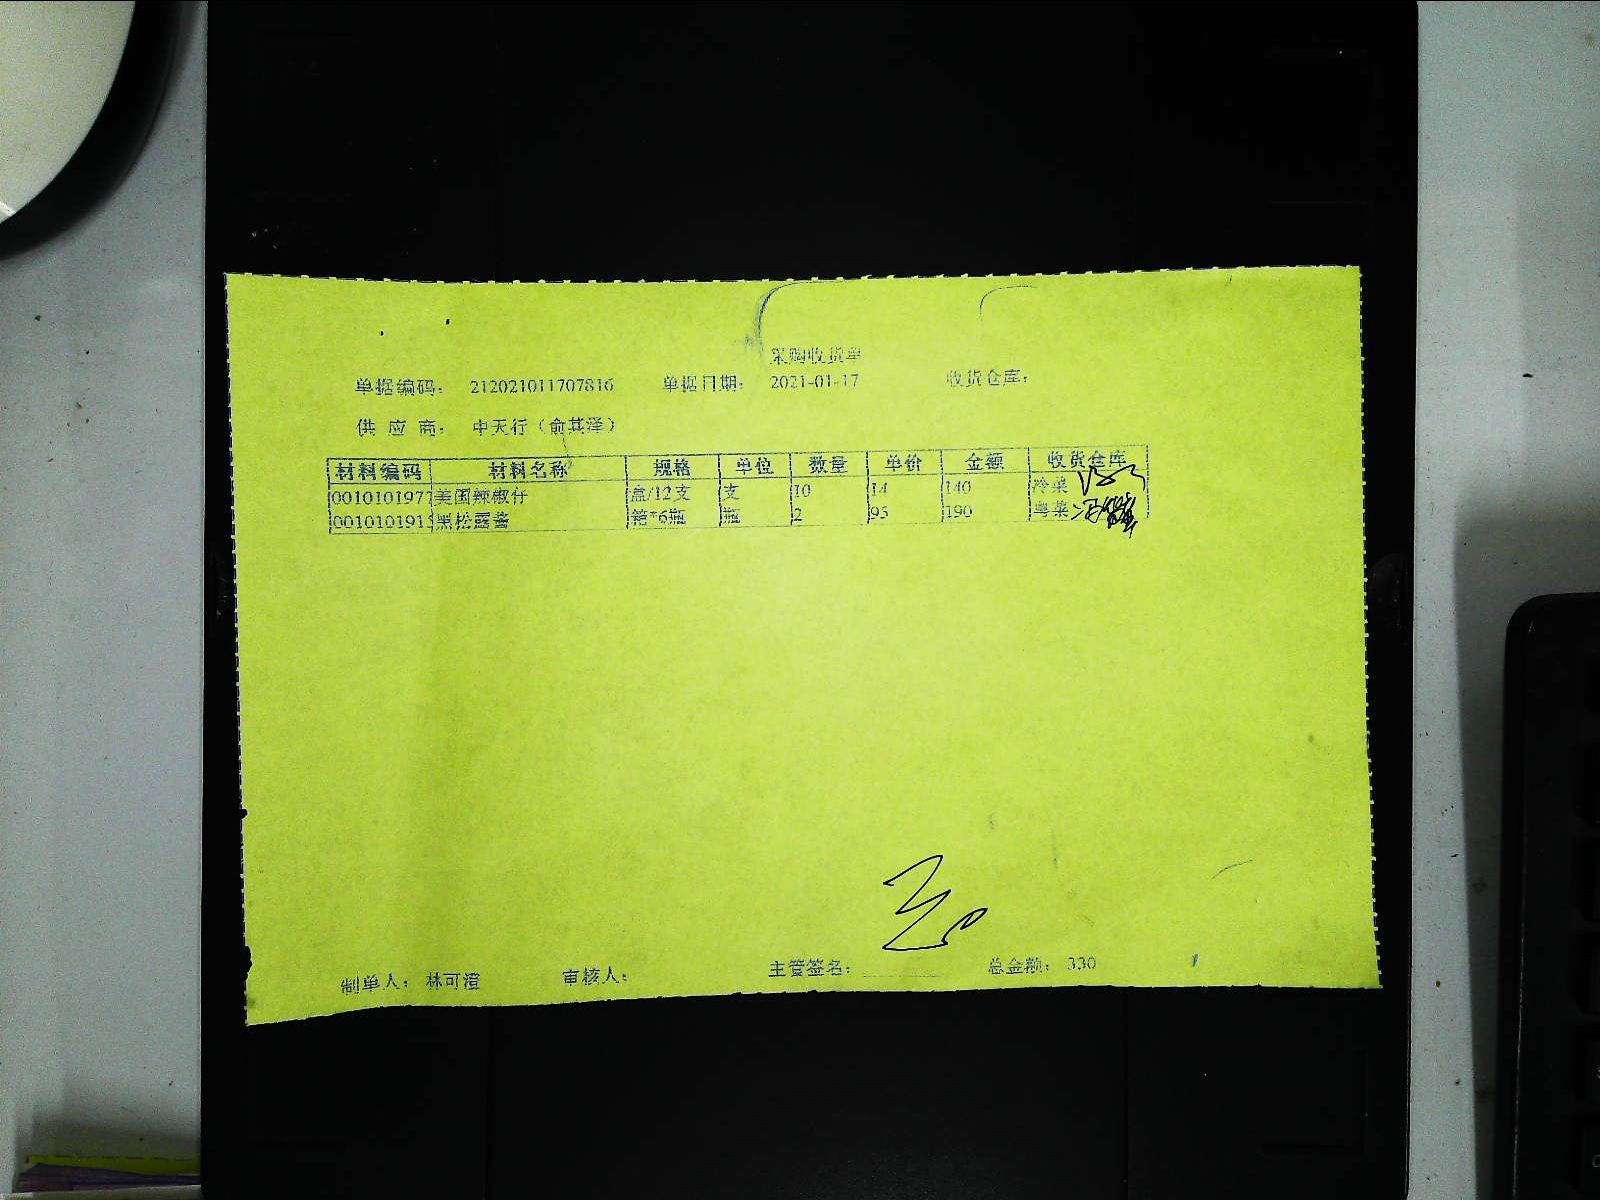 采购收货单
单据编码: 212021011707816 单据日期: 2021-01-17 收货仓库:
供 应 商: 中天行（俞其泽）
材料编码 材料名称 规格 单位 数量 单价 金额 收货仓库
0010101977 美国辣椒仔 盒/12支 支 10 14 140 冷菜
0010101915 黑松露酱 箱*6瓶 瓶 2 95 190 粤菜
制单人: 林可澄 审核人: 主管签名: 总金额: 330